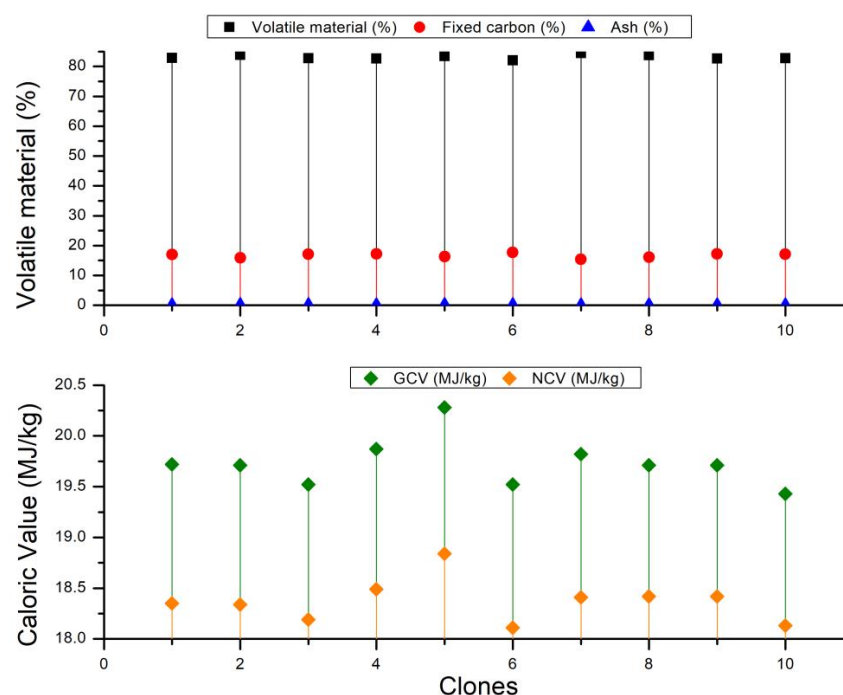 Volatile material (%) Fixed carbon (%) Ash (%)
Volatile material (%)
80
70
60
50
40
30
20
10
0
0 2 4 6 8 10
GCV (MJ/kg) NCV (MJ/kg)
Caloric Value (MJ/kg)
20.5
20.0
19.5
19.0
18.5
18.0
0 2 4 6 8 10
Clones